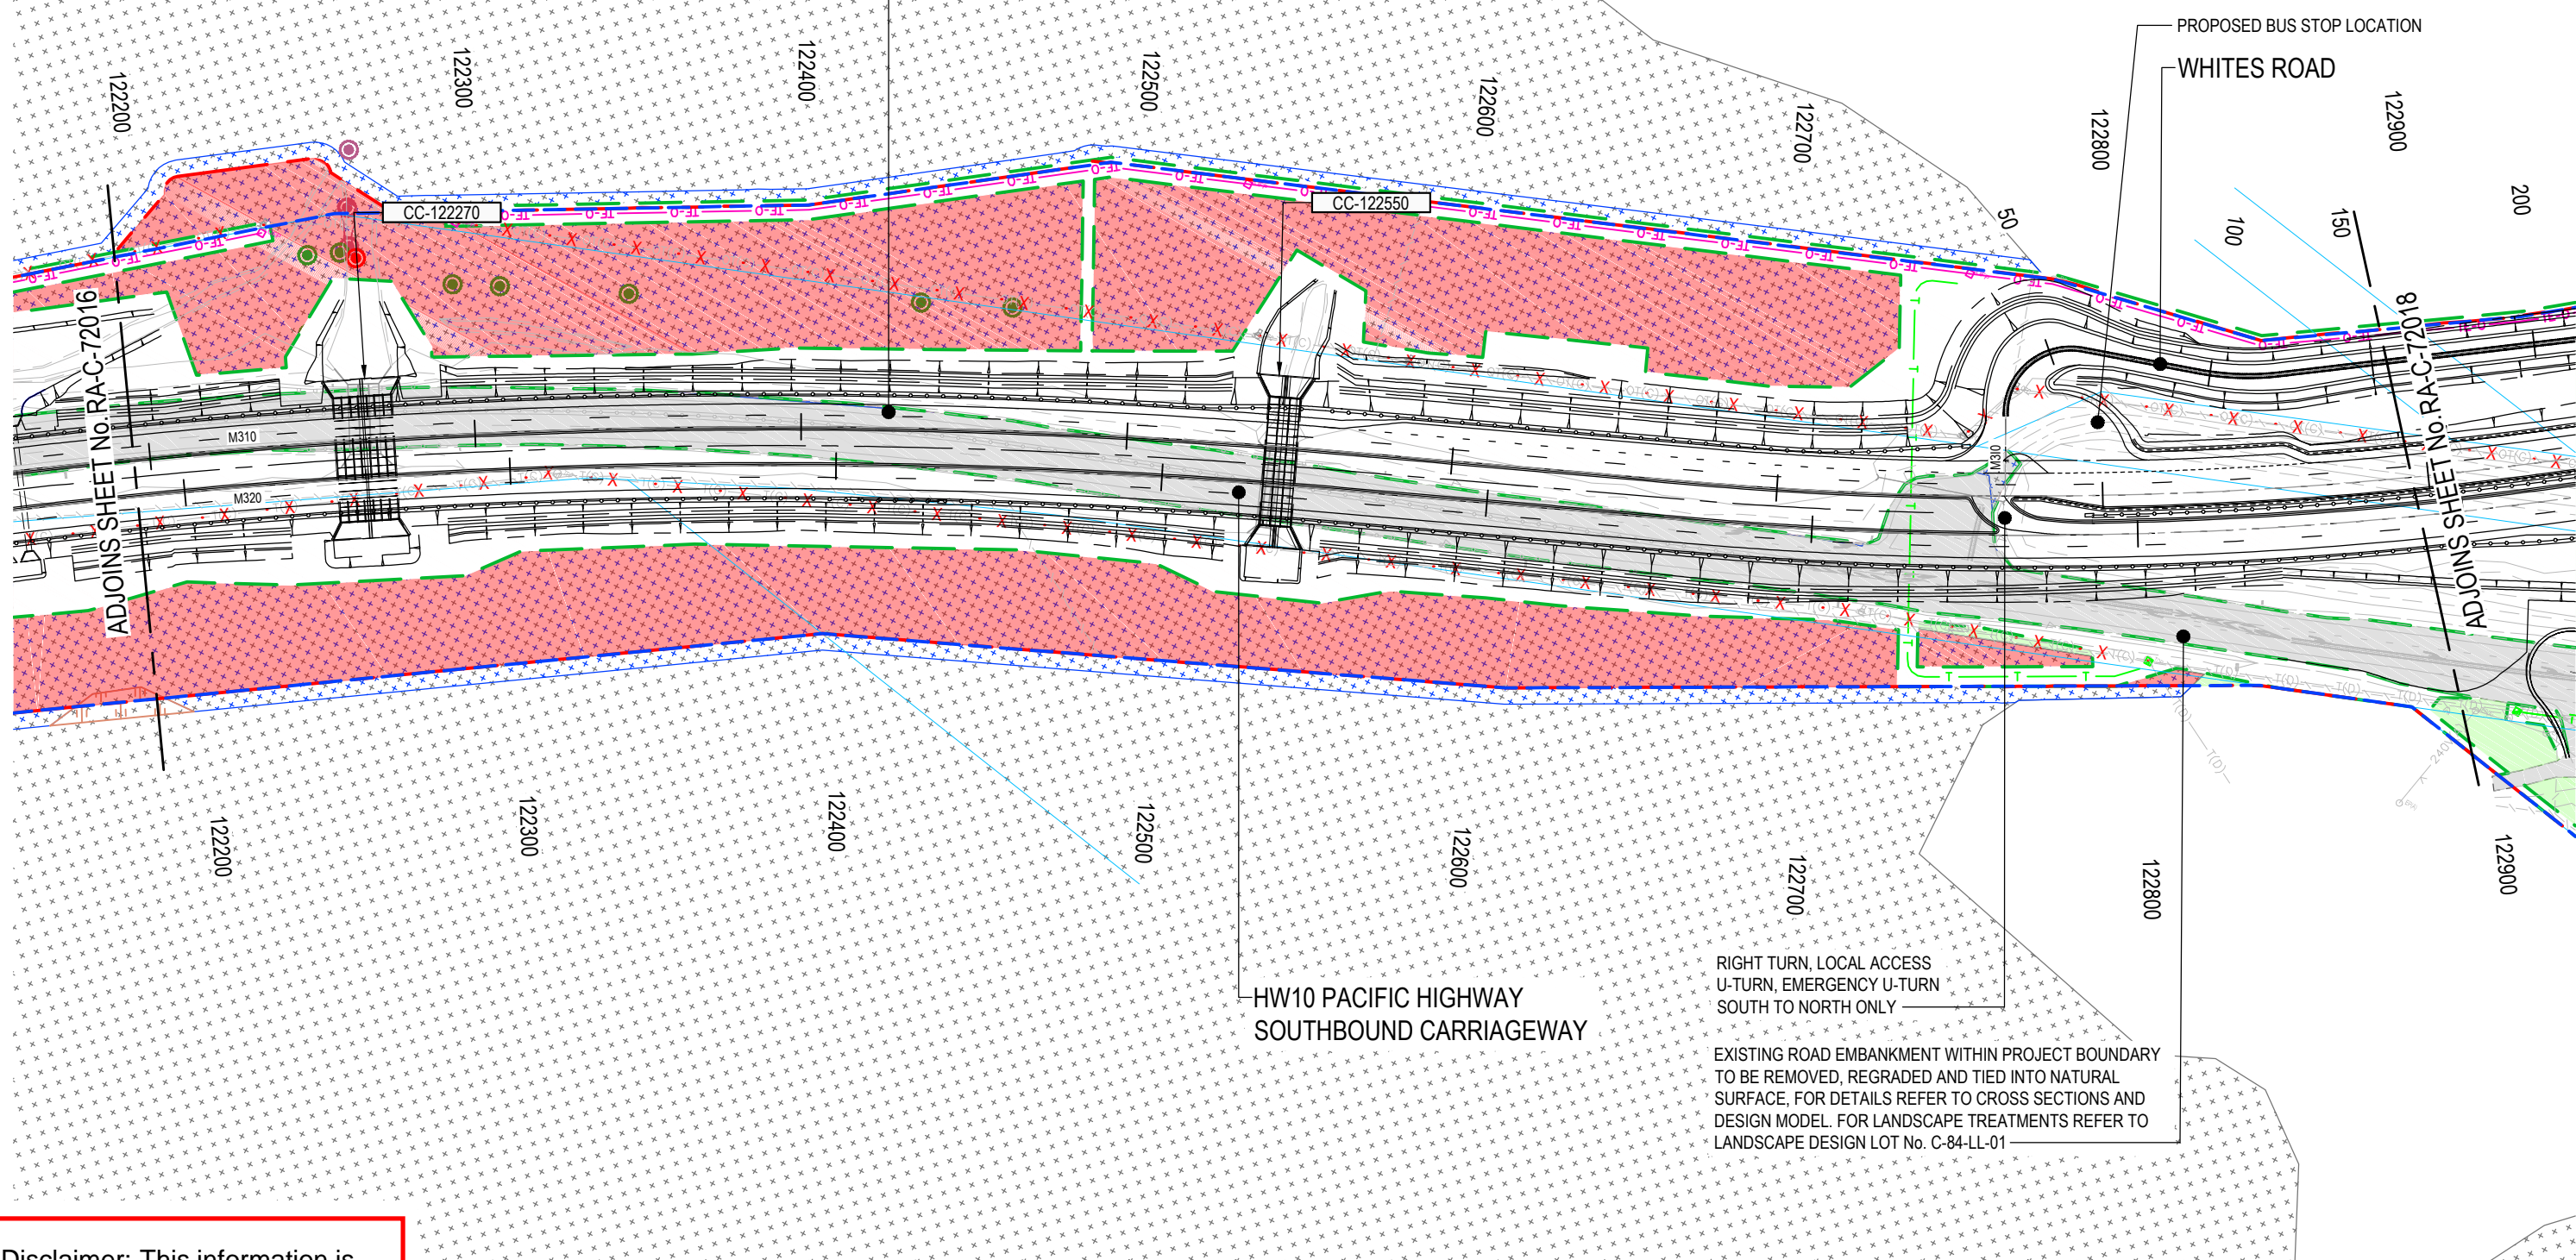 PROPOSED BUS STOP LOCATION
WHITES ROAD
122200
122300
122400
122500
122600
122700
122800
122900
50
100
150
200
CC-122270
CC-122550
ADJOINS SHEET No.RA-C-72016
ADJOINS SHEET No.RA-C-72018
M310
M320
M300
122200
122300
122400
122500
122600
122700
122800
122900
HW10 PACIFIC HIGHWAY
SOUTHBOUND CARRIAGEWAY
RIGHT TURN, LOCAL ACCESS
U-TURN, EMERGENCY U-TURN
SOUTH TO NORTH ONLY
EXISTING ROAD EMBANKMENT WITHIN PROJECT BOUNDARY
TO BE REMOVED, REGRADED AND TIED INTO NATURAL
SURFACE, FOR DETAILS REFER TO CROSS SECTIONS AND
DESIGN MODEL. FOR LANDSCAPE TREATMENTS REFER TO
LANDSCAPE DESIGN LOT No. C-84-LL-01
Disclaimer: This information is